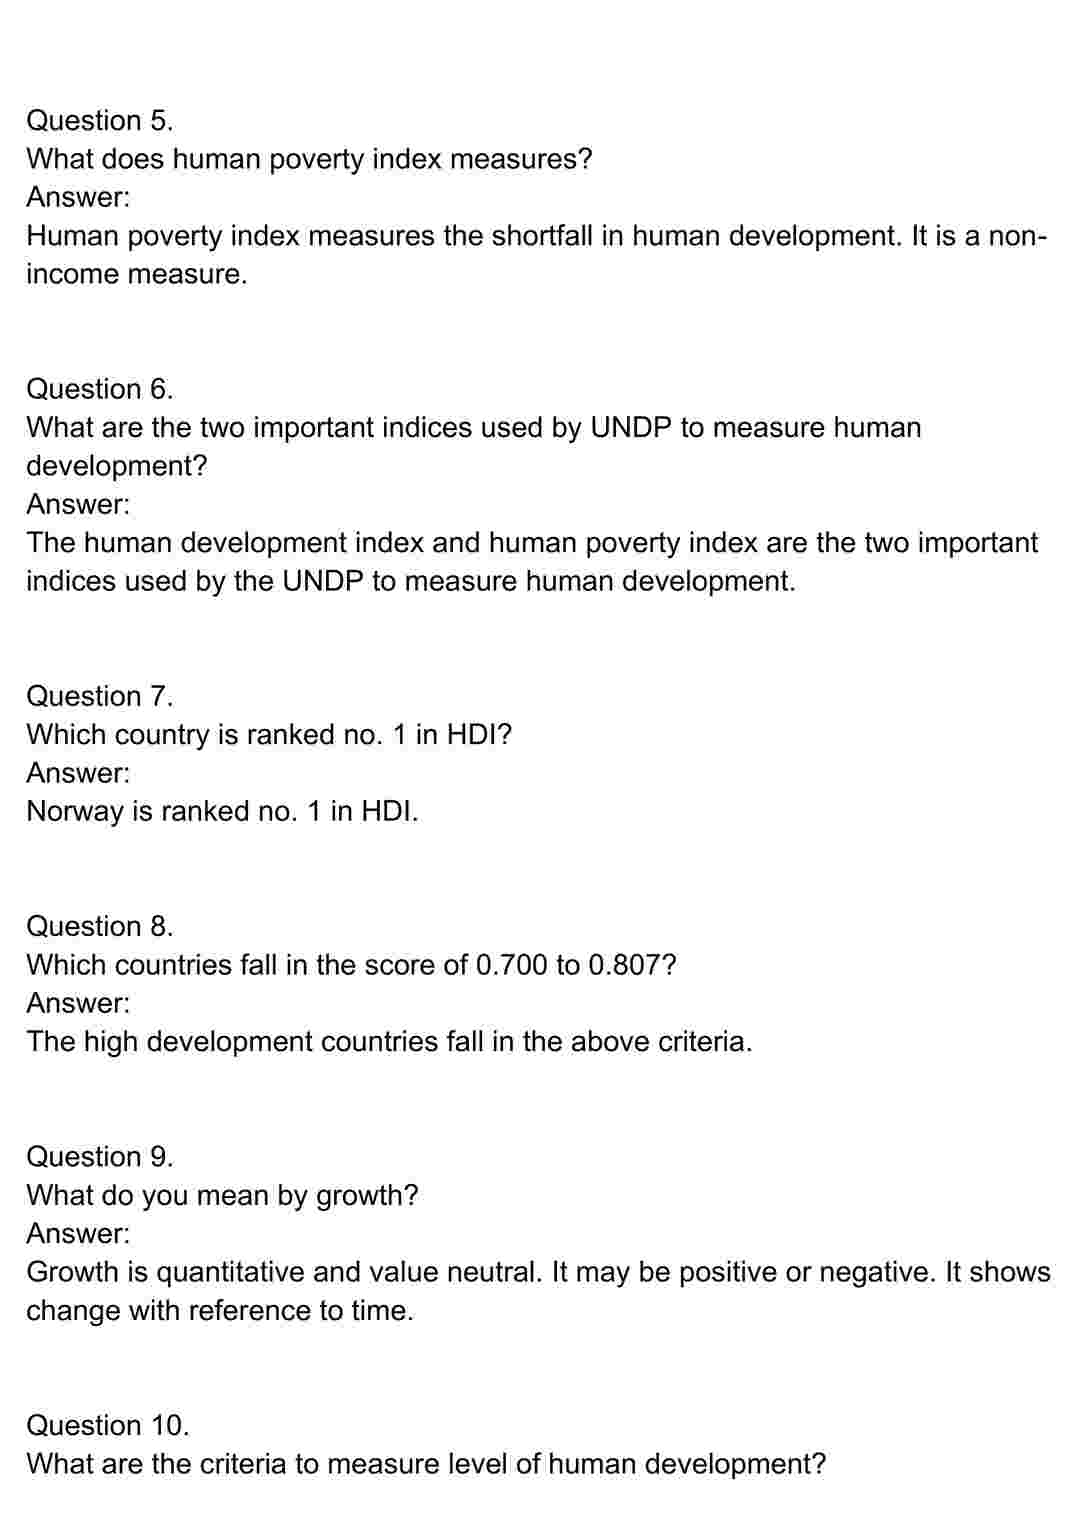 Question 5.
What does human poverty index measures?
Answer:
Human poverty index measures the shortfall in human development. It is a non-
income measure.
Question 6.
What are the two important indices used by UNDP to measure human
development?
Answer:
The human development index and human poverty index are the two important
indices used by the UNDP to measure human development.
Question 7.
Which country is ranked no. 1 in HDI?
Answer:
Norway is ranked no. 1 in HDI.
Question 8.
Which countries fall in the score of 0.700 to 0.807?
Answer:
The high development countries fall in the above criteria.
Question 9.
What do you mean by growth?
Answer:
Growth is quantitative and value neutral. It may be positive or negative. It shows
change with reference to time.
Question 10.
What are the criteria to measure level of human development?